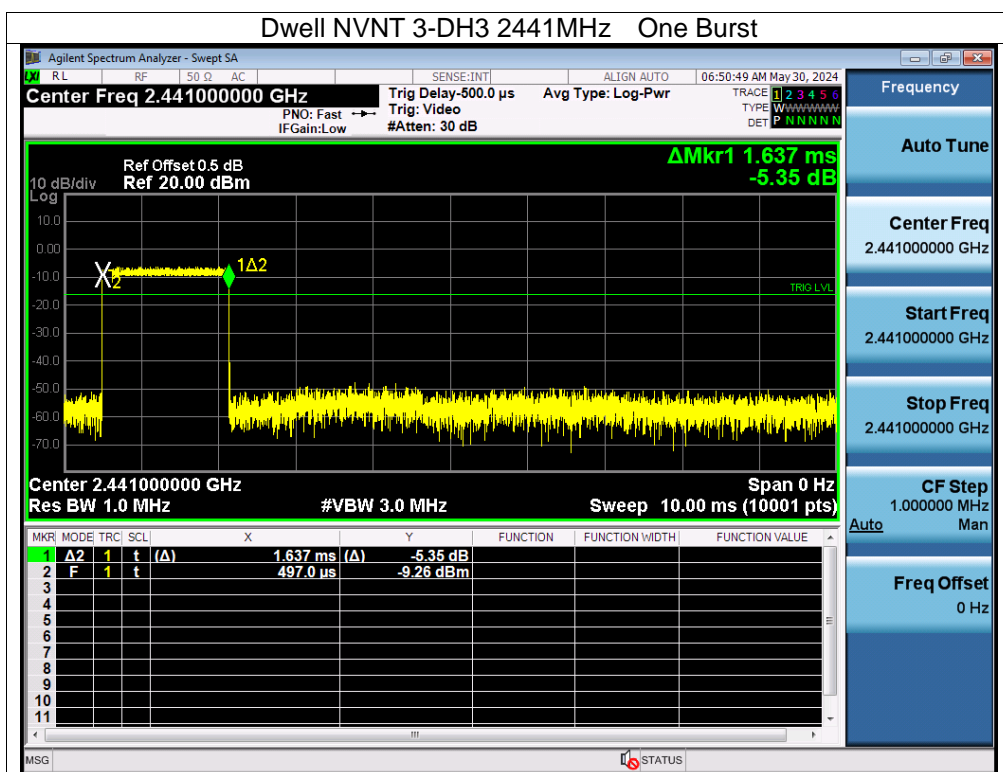 Dwell NVNT 3-DH3 2441MHz One Burst
Agilent Spectrum Analyzer - Swept SA
LXI RL RF 50 Ω AC SENSE:INT ALIGN AUTO 06:50:49 AM May 30, 2024
Center Freq 2.441000000 GHz Trig Delay-500.0 µs Avg Type: Log-Pwr TRACE 1 2 3 4 5 6
PNO: Fast Trig: Video TYPE WWWWWW
IFGain:Low #Atten: 30 dB DET P N N N N N
Frequency
ΔMkr1 1.637 ms
Ref Offset 0.5 dB
-5.35 dB
10 dB/div Ref 20.00 dBm
Log
10.0
0.00
-10.0
-20.0
-30.0
-40.0
-50.0
-60.0
-70.0
X2
1Δ2
TRIG LVL
Center 2.441000000 GHz Span 0 Hz
Res BW 1.0 MHz #VBW 3.0 MHz Sweep 10.00 ms (10001 pts)
MKR MODE TRC SCL X Y FUNCTION FUNCTION WIDTH FUNCTION VALUE
1 Δ2 1 t (Δ) 1.637 ms (Δ) -5.35 dB
2 F 1 t 497.0 µs -9.26 dBm
3
4
5
6
7
8
9
10
11
MSG STATUS
Auto Tune
Center Freq
2.441000000 GHz
Start Freq
2.441000000 GHz
Stop Freq
2.441000000 GHz
CF Step
1.000000 MHz
Auto Man
Freq Offset
0 Hz